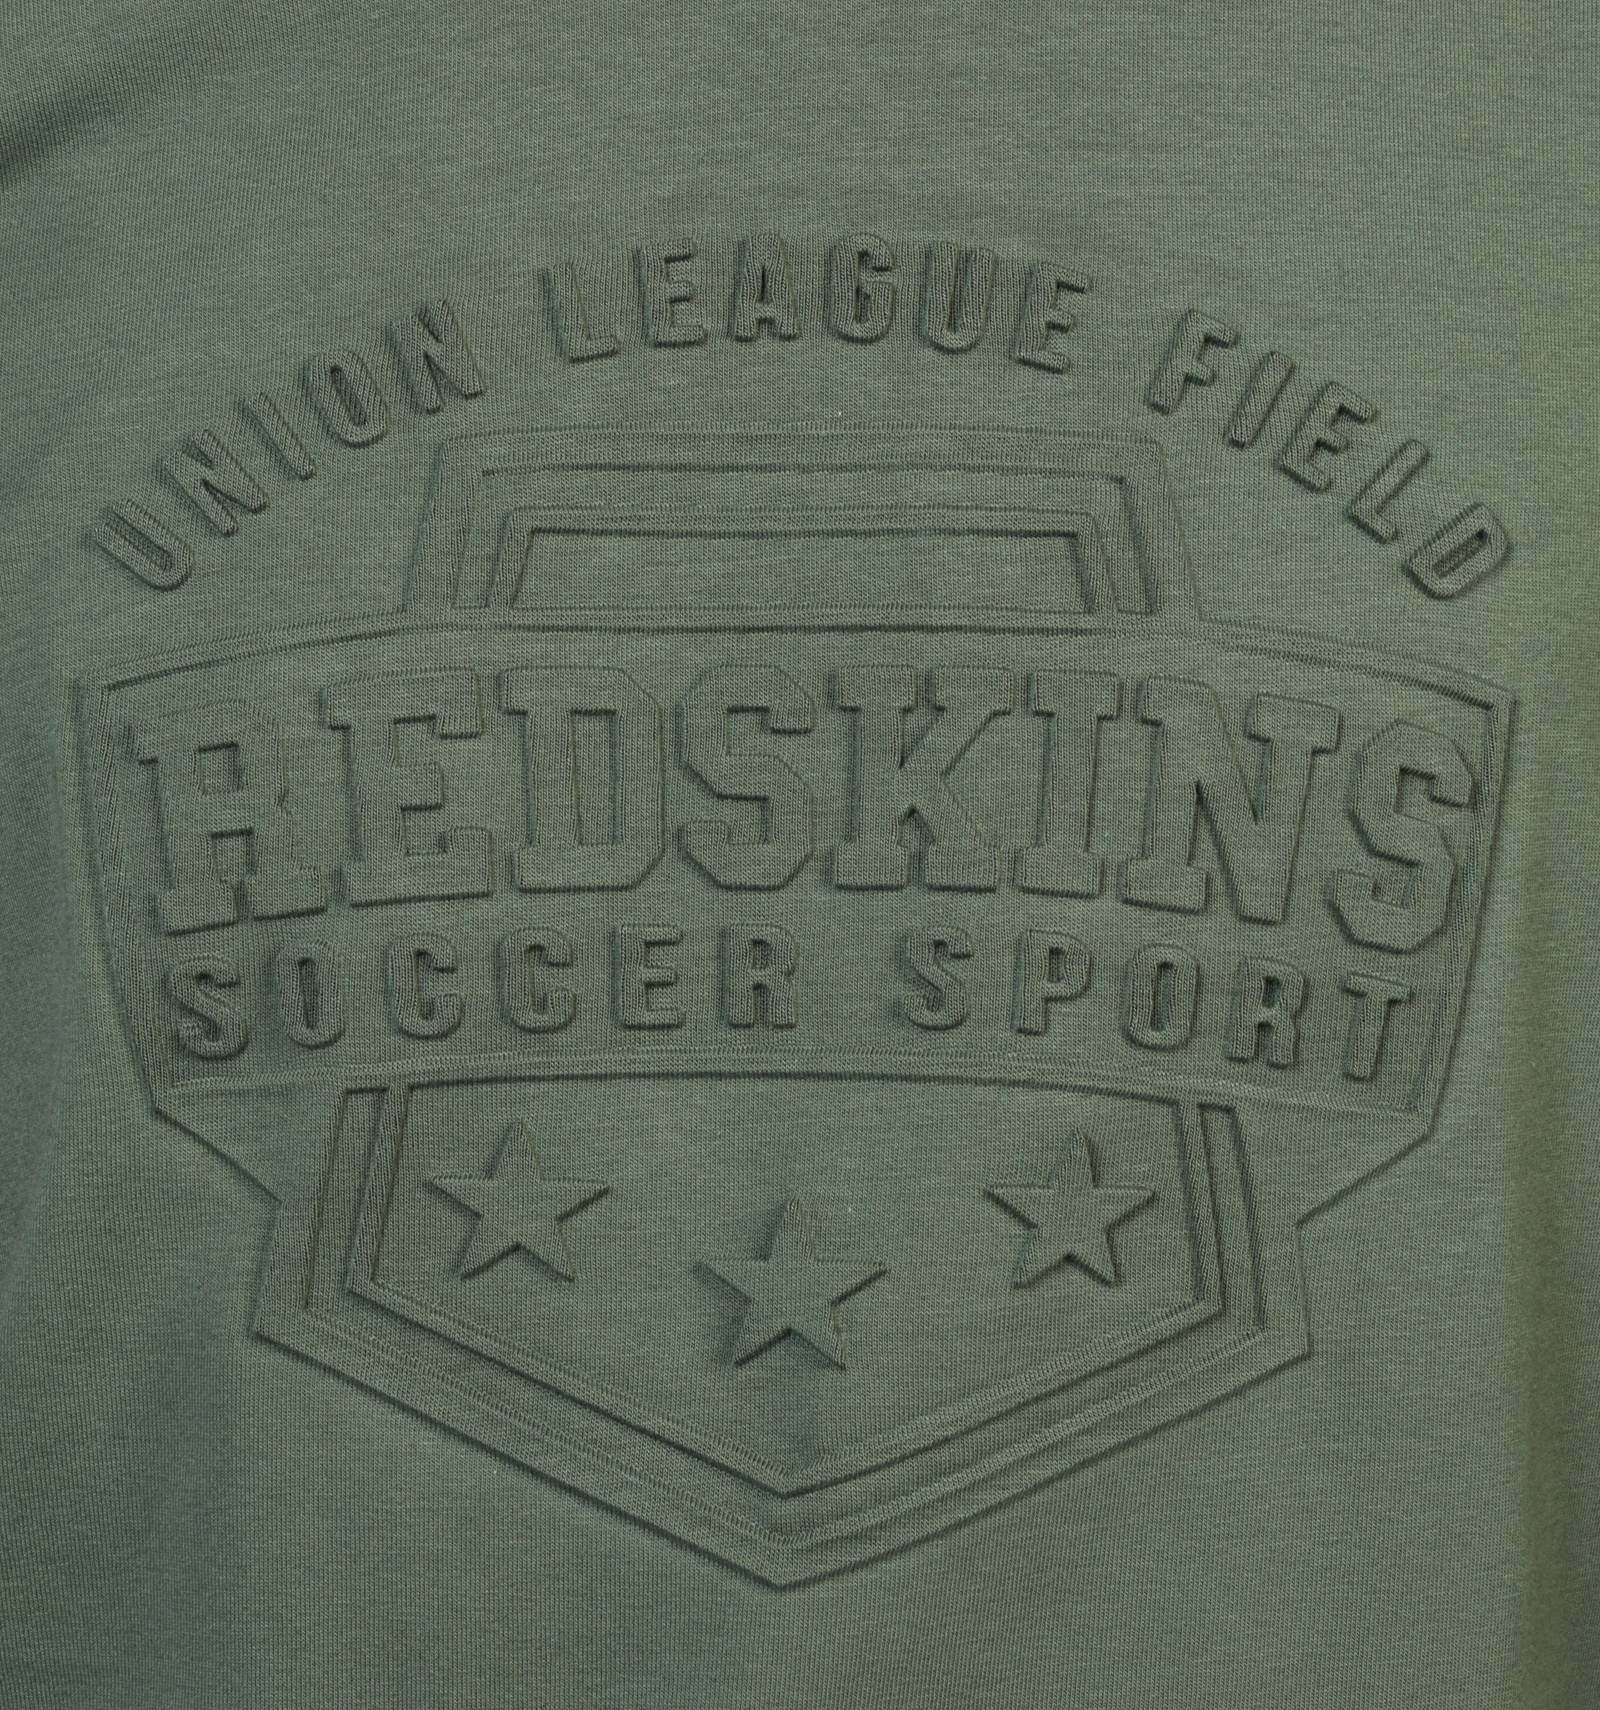 UNION LEAGUE FIELD
REDSKINS
SOCCER SPORT